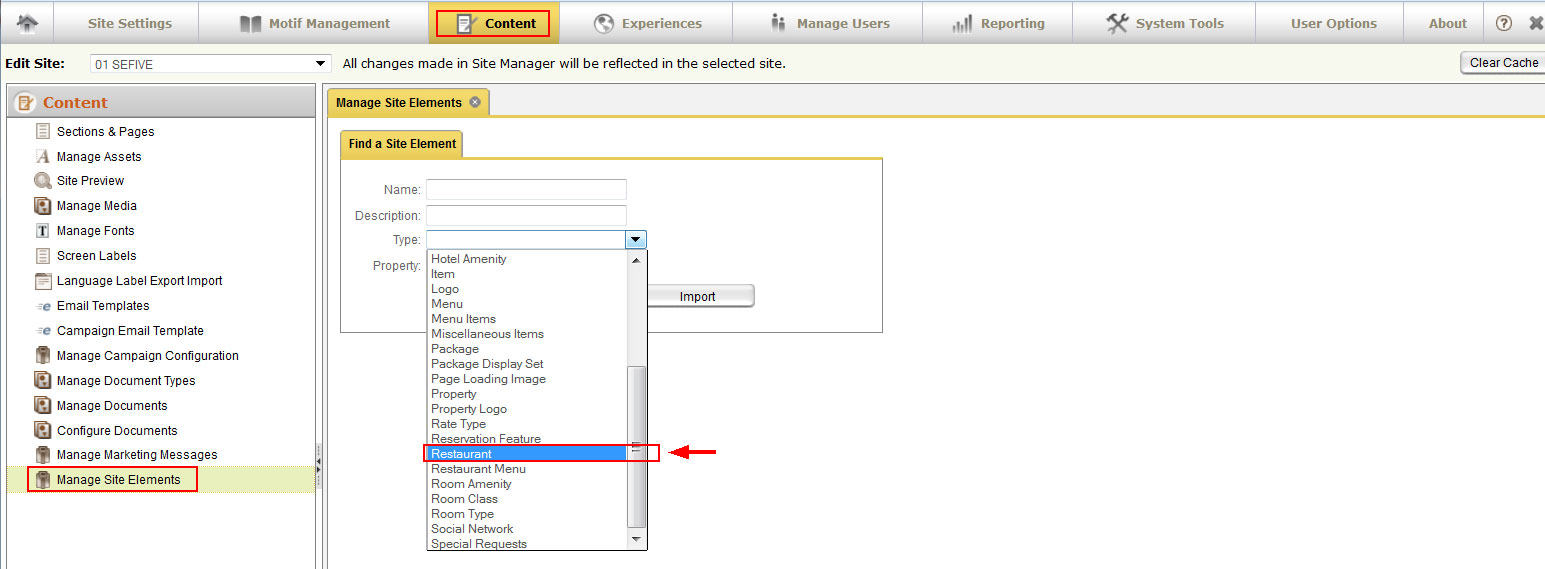 Site Settings
Motif Management
Content
Experiences
Manage Users
Reporting
System Tools
User Options
About
?
Edit Site:
01 SEFIVE
All changes made in Site Manager will be reflected in the selected site.
Clear Cache
Content
Sections & Pages
Manage Assets
Site Preview
Manage Media
Manage Fonts
Screen Labels
Language Label Export Import
Email Templates
Campaign Email Template
Manage Campaign Configuration
Manage Document Types
Manage Documents
Configure Documents
Manage Marketing Messages
Manage Site Elements
Manage Site Elements
Find a Site Element
Name:
Description:
Type:
Property:
Hotel Amenity
Item
Logo
Menu
Menu Items
Miscellaneous Items
Package
Package Display Set
Page Loading Image
Property
Property Logo
Rate Type
Reservation Feature
Restaurant
Restaurant Menu
Room Amenity
Room Class
Room Type
Social Network
Special Requests
Import